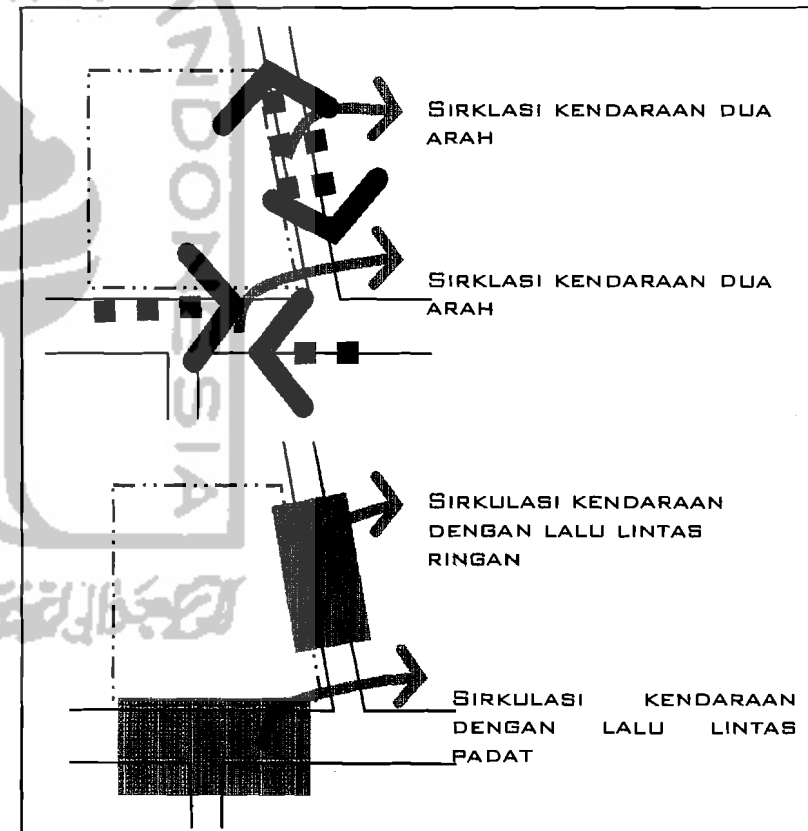 SIRKLASI KENDARAAN DUA
ARAH
SIRKLASI KENDARAAN DUA
ARAH
SIRKULASI KENDARAAN
DENGAN LALU LINTAS
RINGAN
SIRKULASI KENDARAAN
DENGAN LALU LINTAS
PADAT
NDONESIA